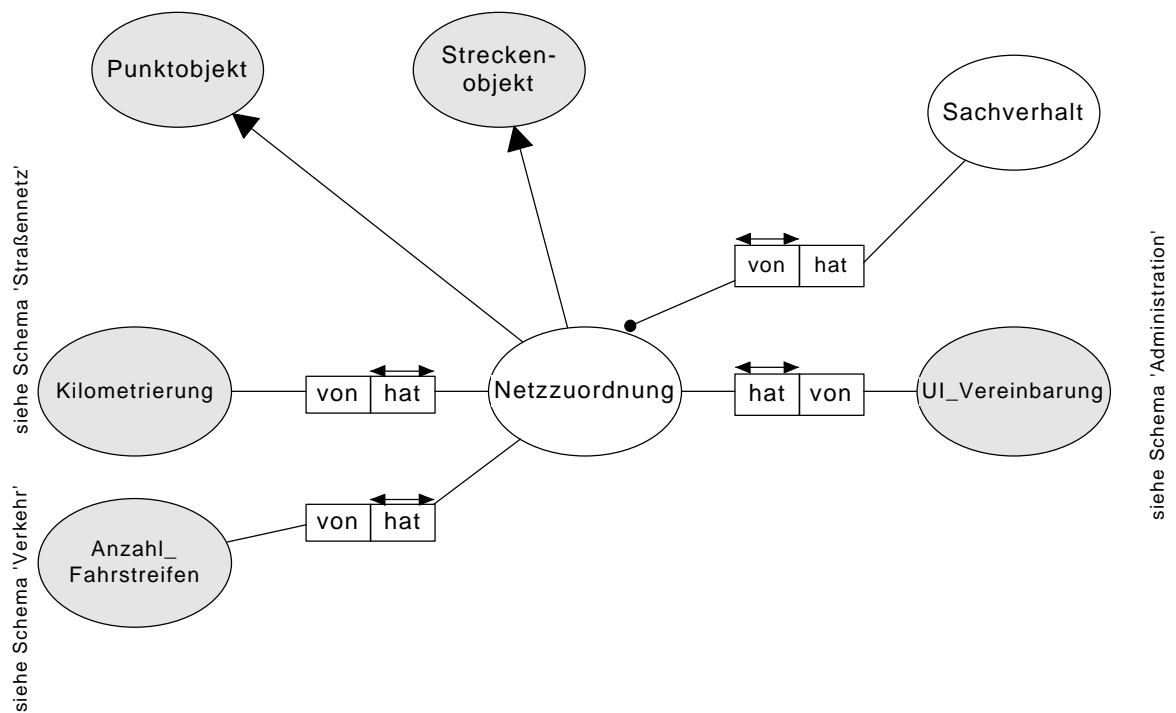 Punktobjekt
Strecken-
objekt
Sachverhalt
siehe Schema 'Straßennetz'
siehe Schema 'Administration'
von hat
Kilometrierung
von hat
Netzzuordnung
hat von
UI_Vereinbarung
siehe Schema 'Verkehr'
von hat
Anzahl_
Fahrstreifen